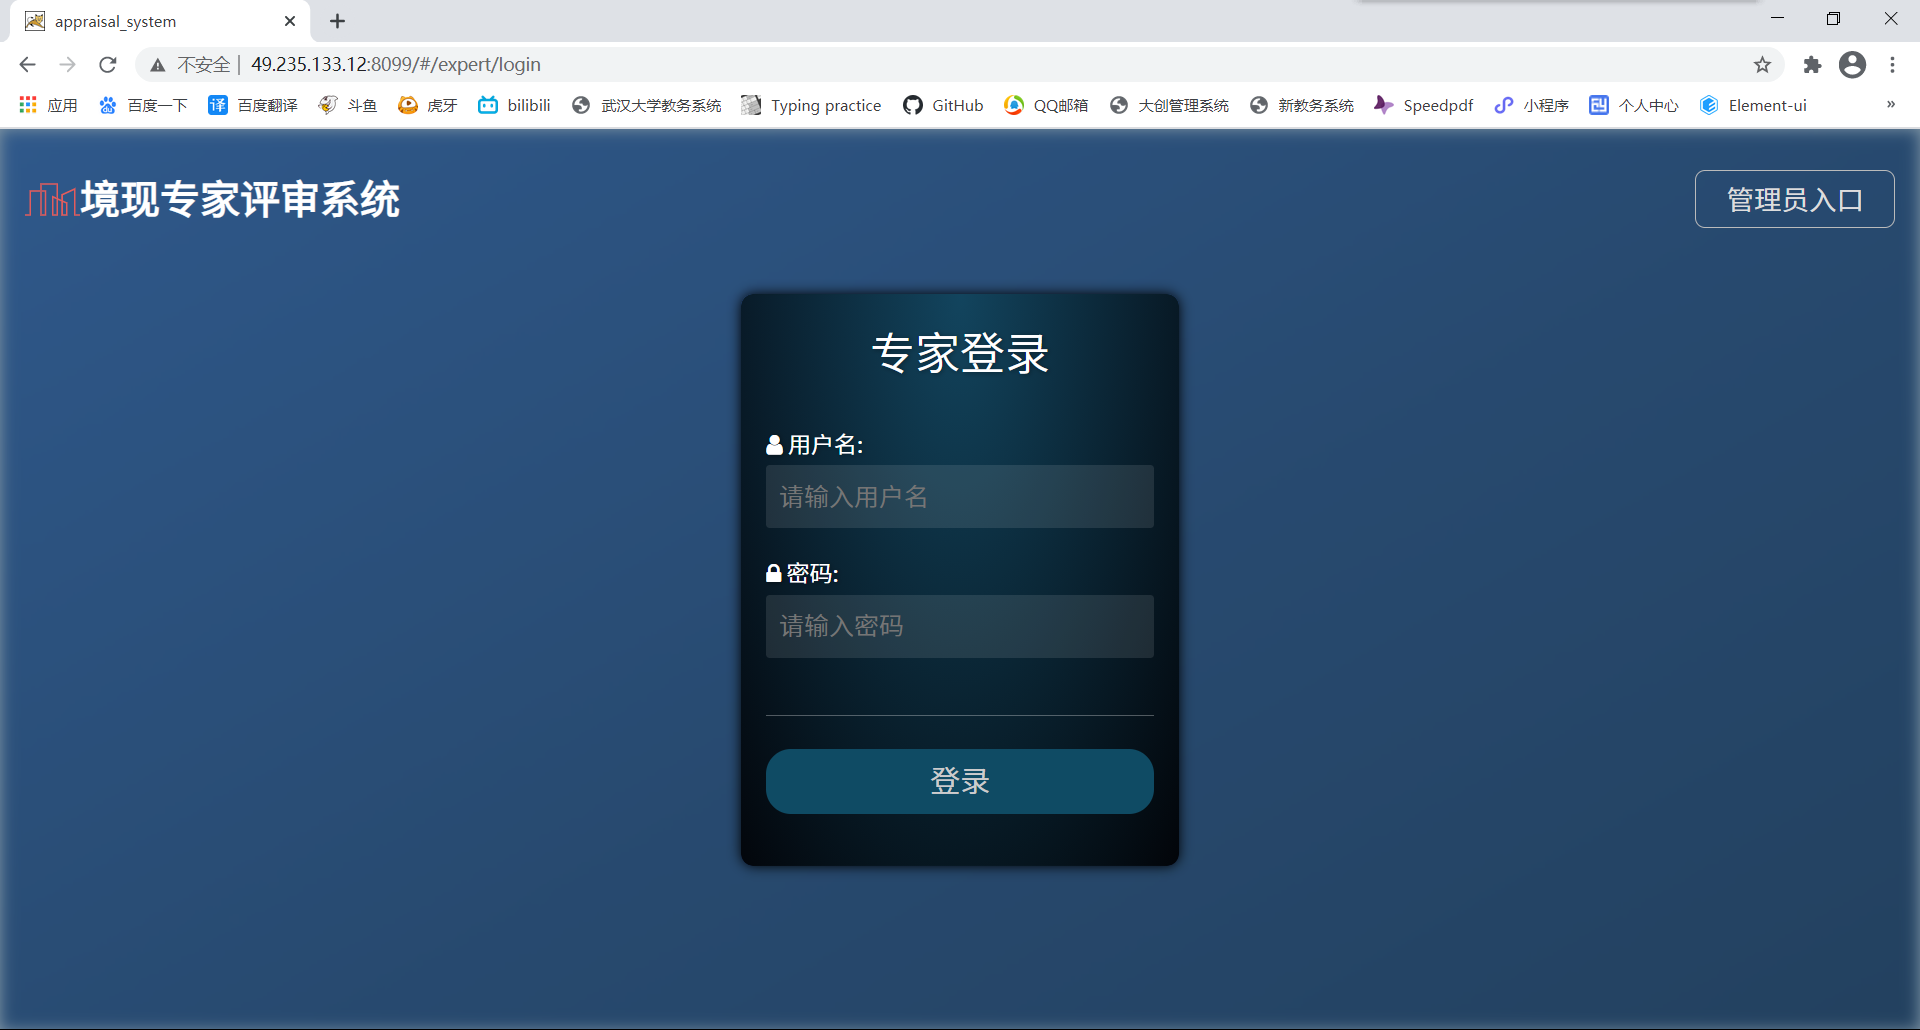 appraisal_system
不安全 | 49.235.133.12:8099/#/expert/login
应用 百度一下 译 百度翻译 斗鱼 虎牙 bilibili 武汉大学教务系统 Typing practice GitHub QQ邮箱 大创管理系统 新教务系统 Speedpdf 小程序 个人中心 Element-ui »
境现专家评审系统
管理员入口
专家登录
用户名:
请输入用户名
密码:
请输入密码
登录